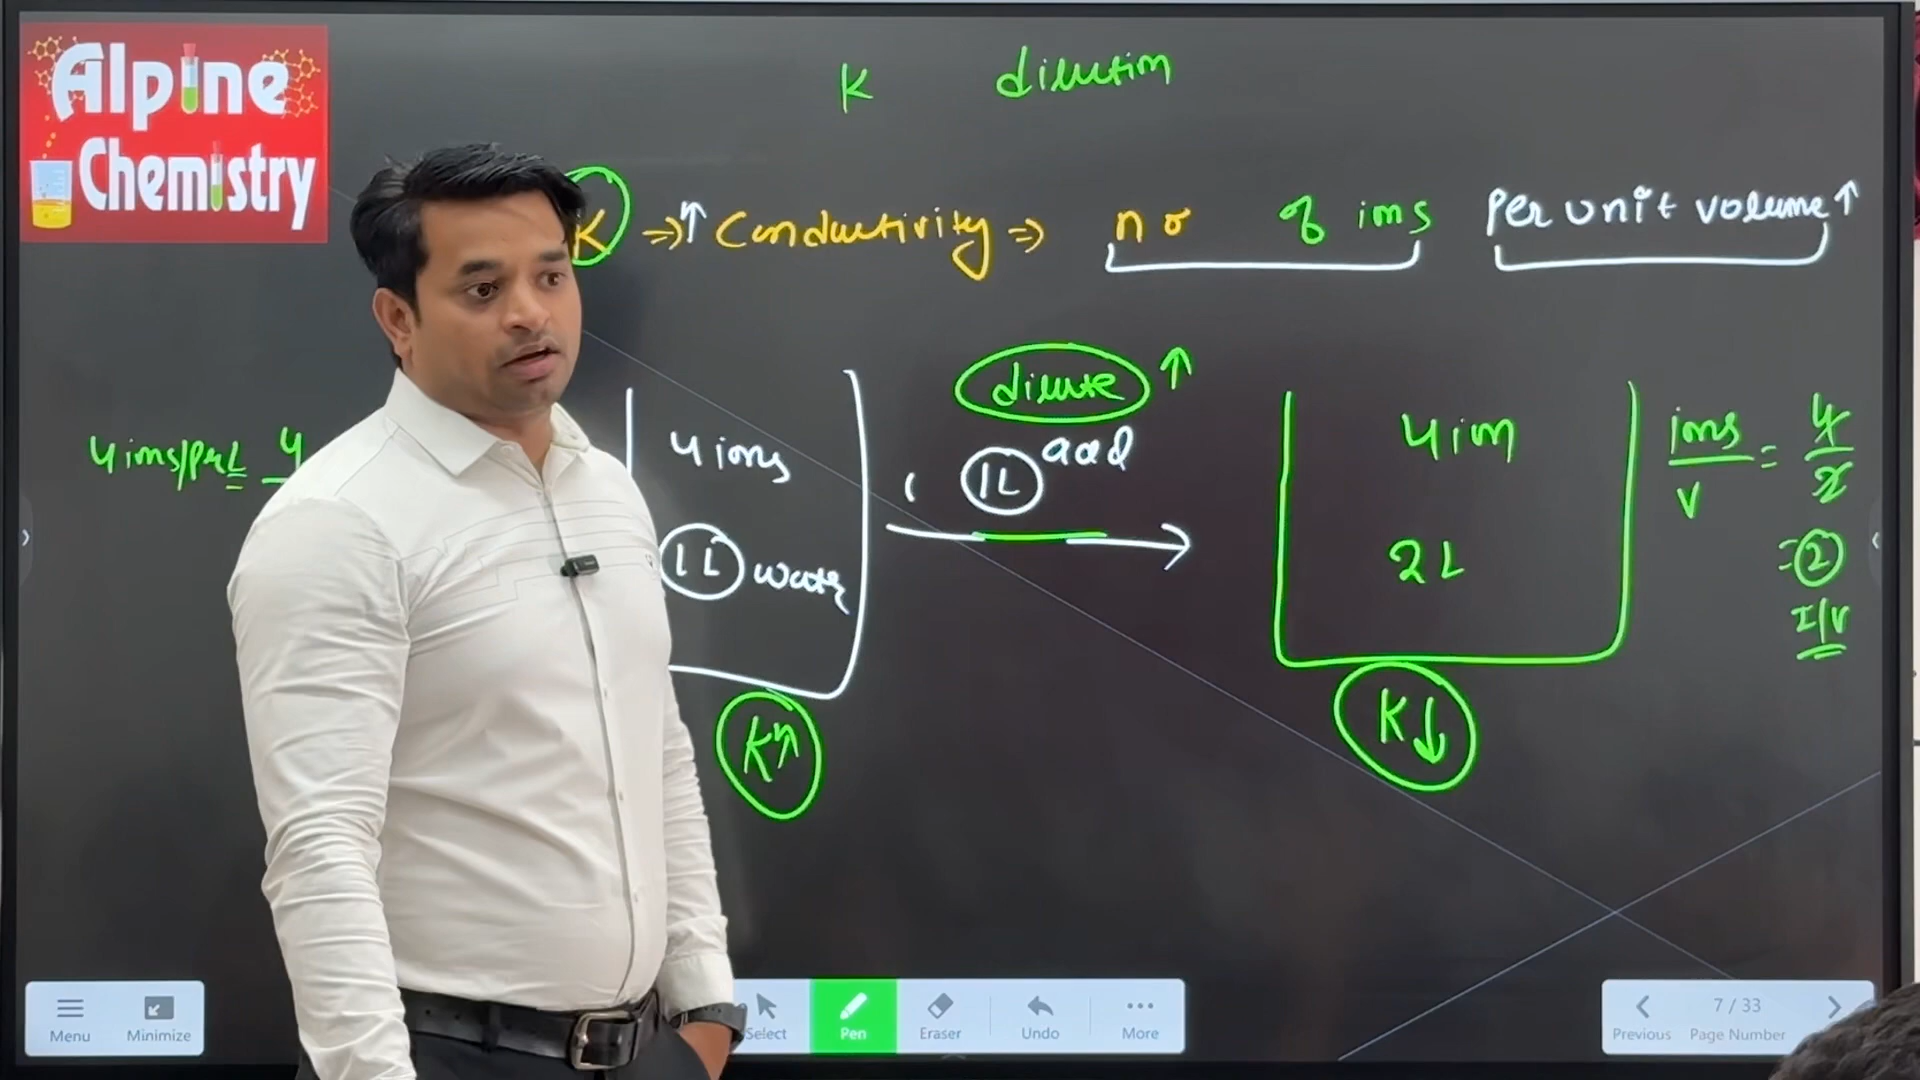 Alpine
Chemistry
K dilution
K ⇒ ↑ Conductivity ⇒ no of ions Per unit volume ↑
dilute ↑
4 ions/per L 4
4 ions
1L add
4 ion
ions/V = 4/2
1L water
2L
= 2
I/V
K↑
K↓
Menu
Minimize
Select
Pen
Eraser
Undo
More
Previous
7 / 33
Page Number